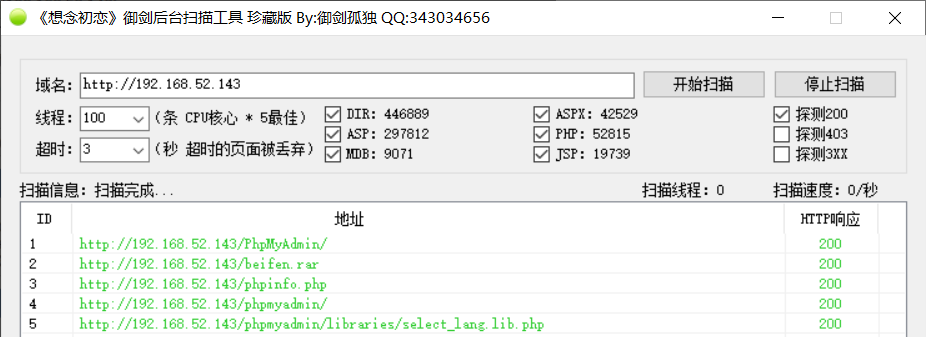 《想念初恋》御剑后台扫描工具 珍藏版 By:御剑孤独 QQ:343034656
域名: http://192.168.52.143 开始扫描 停止扫描
线程: 100 (条 CPU核心 * 5最佳) DIR: 446889 ASPX: 42529 探测200
ASP: 297812 PHP: 52815 探测403
超时: 3 (秒 超时的页面被丢弃) MDB: 9071 JSP: 19739 探测3XX
扫描信息: 扫描完成... 扫描线程: 0 扫描速度: 0/秒
ID 地址 HTTP响应
1 http://192.168.52.143/PhpMyAdmin/ 200
2 http://192.168.52.143/beifen.rar 200
3 http://192.168.52.143/phpinfo.php 200
4 http://192.168.52.143/phpmyadmin/ 200
5 http://192.168.52.143/phpmyadmin/libraries/select_lang.lib.php 200